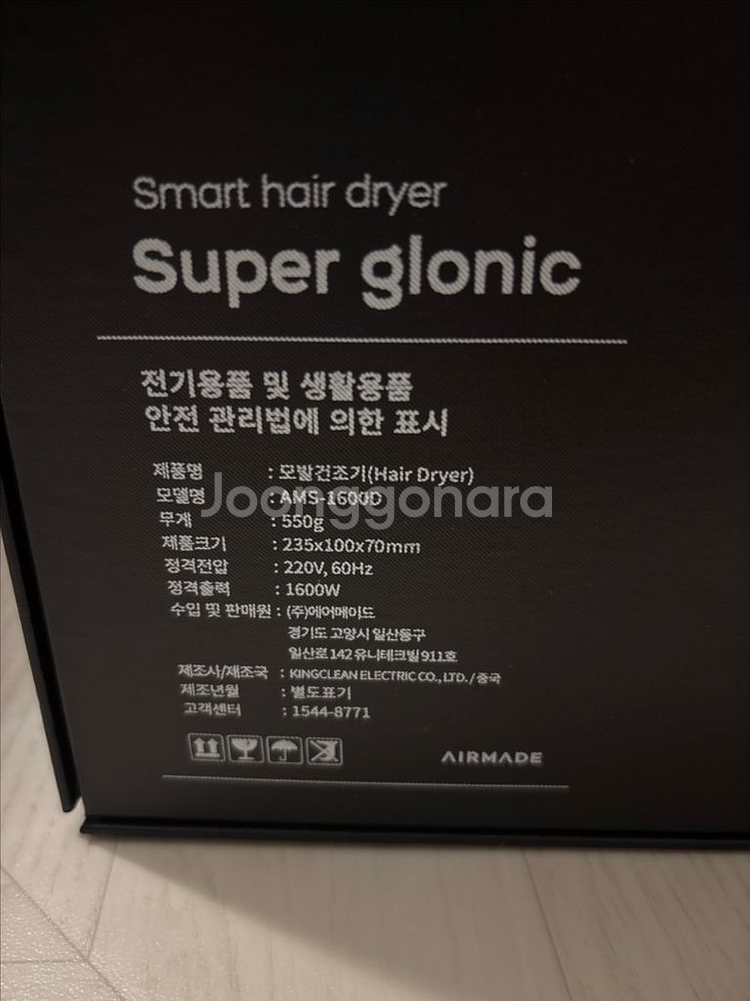 Smart hair dryer
Super glonic
전기용품 및 생활용품
안전 관리법에 의한 표시
제품명 : 모발건조기(Hair Dryer)
모델명 : AMS-1600D
무게 : 550g
제품크기 : 235x100x70mm
정격전압 : 220V, 60Hz
정격출력 : 1600W
수입 및 판매원 : (주)에어메이드
경기도 고양시 일산동구
일산로 142 유니테크빌 911호
제조사/제조국 : KINGCLEAN ELECTRIC CO., LTD. / 중국
제조년월 : 별도표기
고객센터 : 1544-8771
AIRMADE
Joonggonara